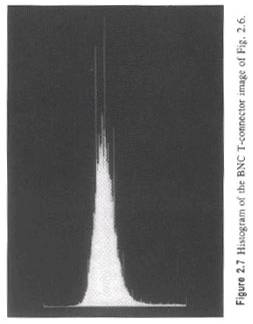 Figure 2.7 Histogram of the BNC T-connector image of Fig. 2.6.